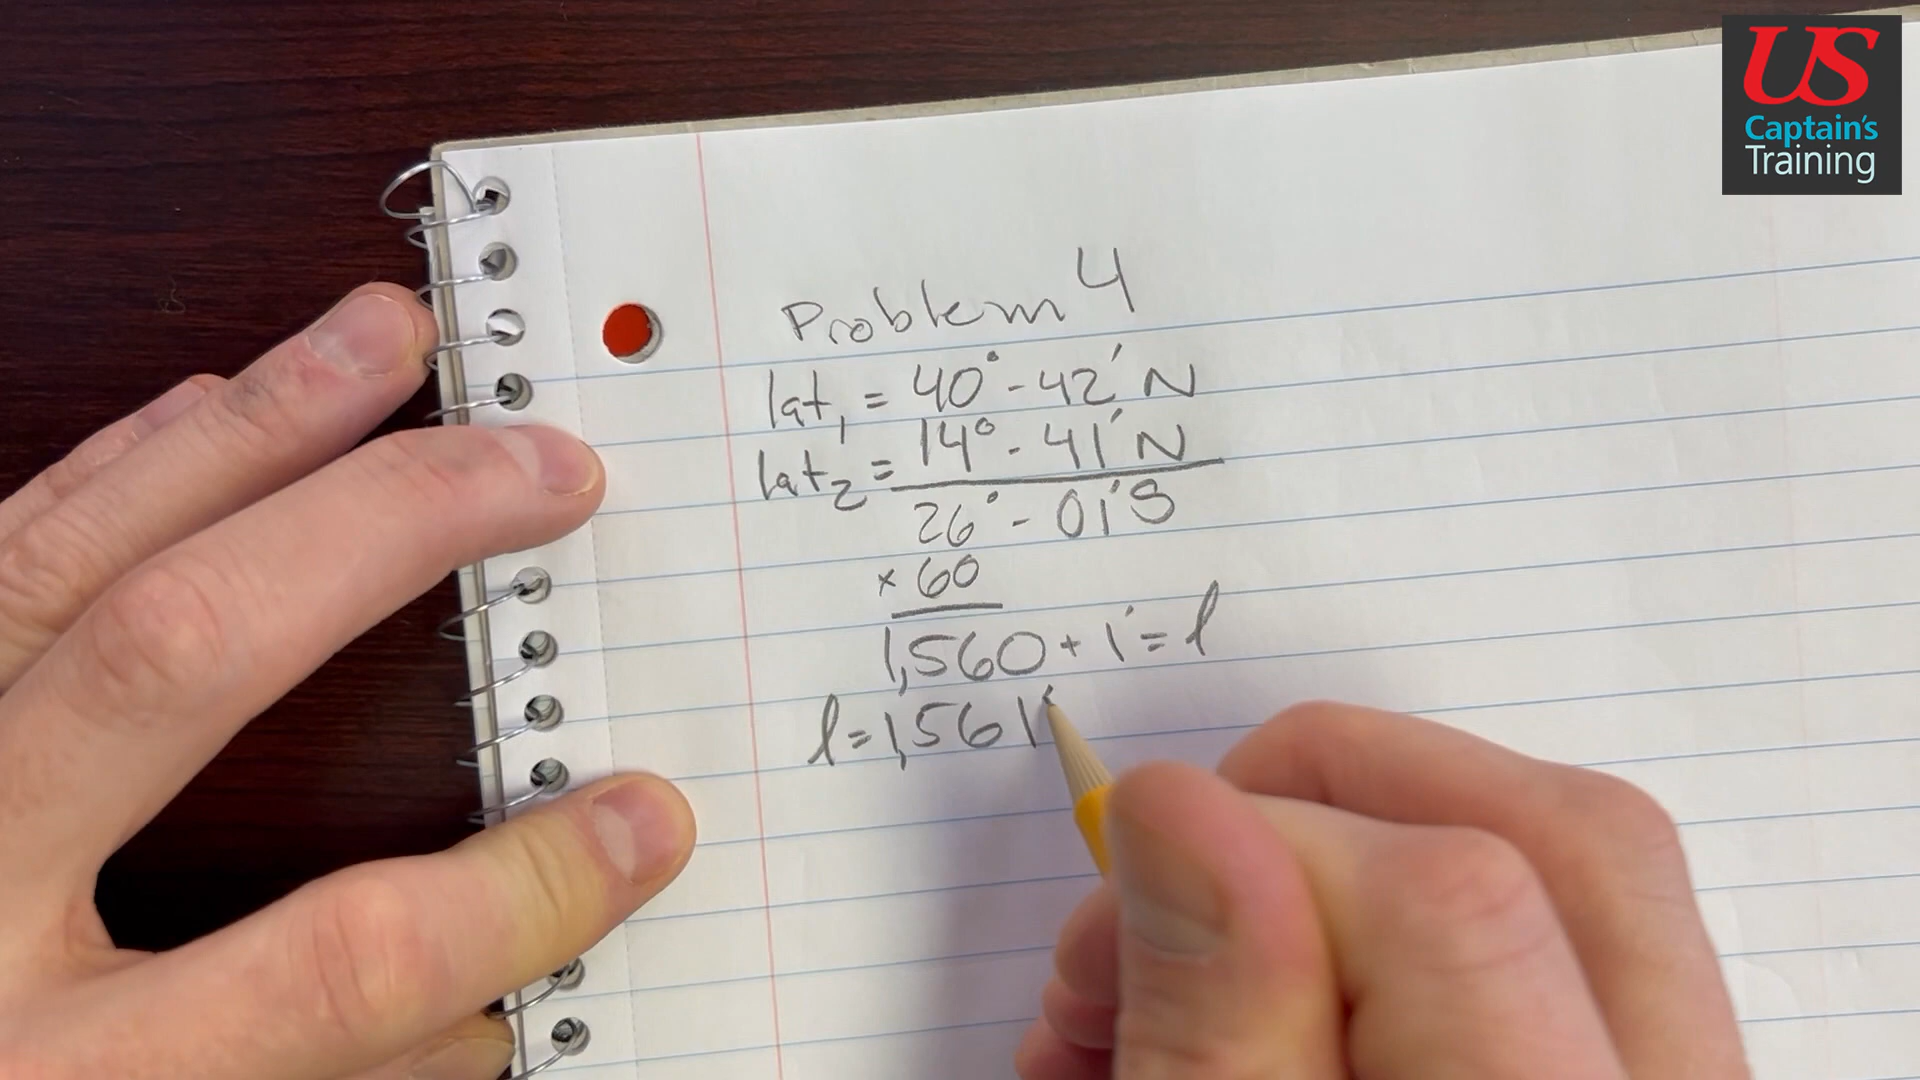 US
Captain's
Training
Problem 4
lat₁ = 40° - 42' N
lat₂ = 14° - 41' N
26° - 01' S
× 60
1,560 + 1' = l
l = 1,561'